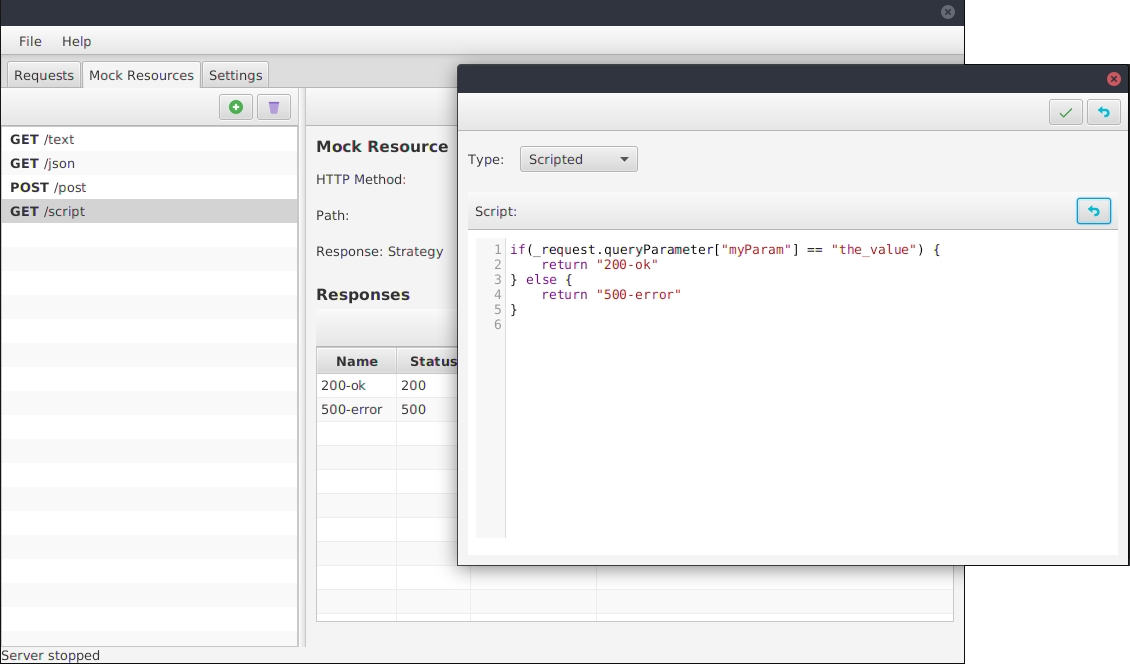 File Help
Requests Mock Resources Settings
GET /text
GET /json
POST /post
GET /script
Mock Resource
HTTP Method:
Path:
Response: Strategy
Responses
Name Status
200-ok 200
500-error 500
Server stopped
Type: Scripted
Script:
1 if(_request.queryParameter["myParam"] == "the_value") {
2     return "200-ok"
3 } else {
4     return "500-error"
5 }
6